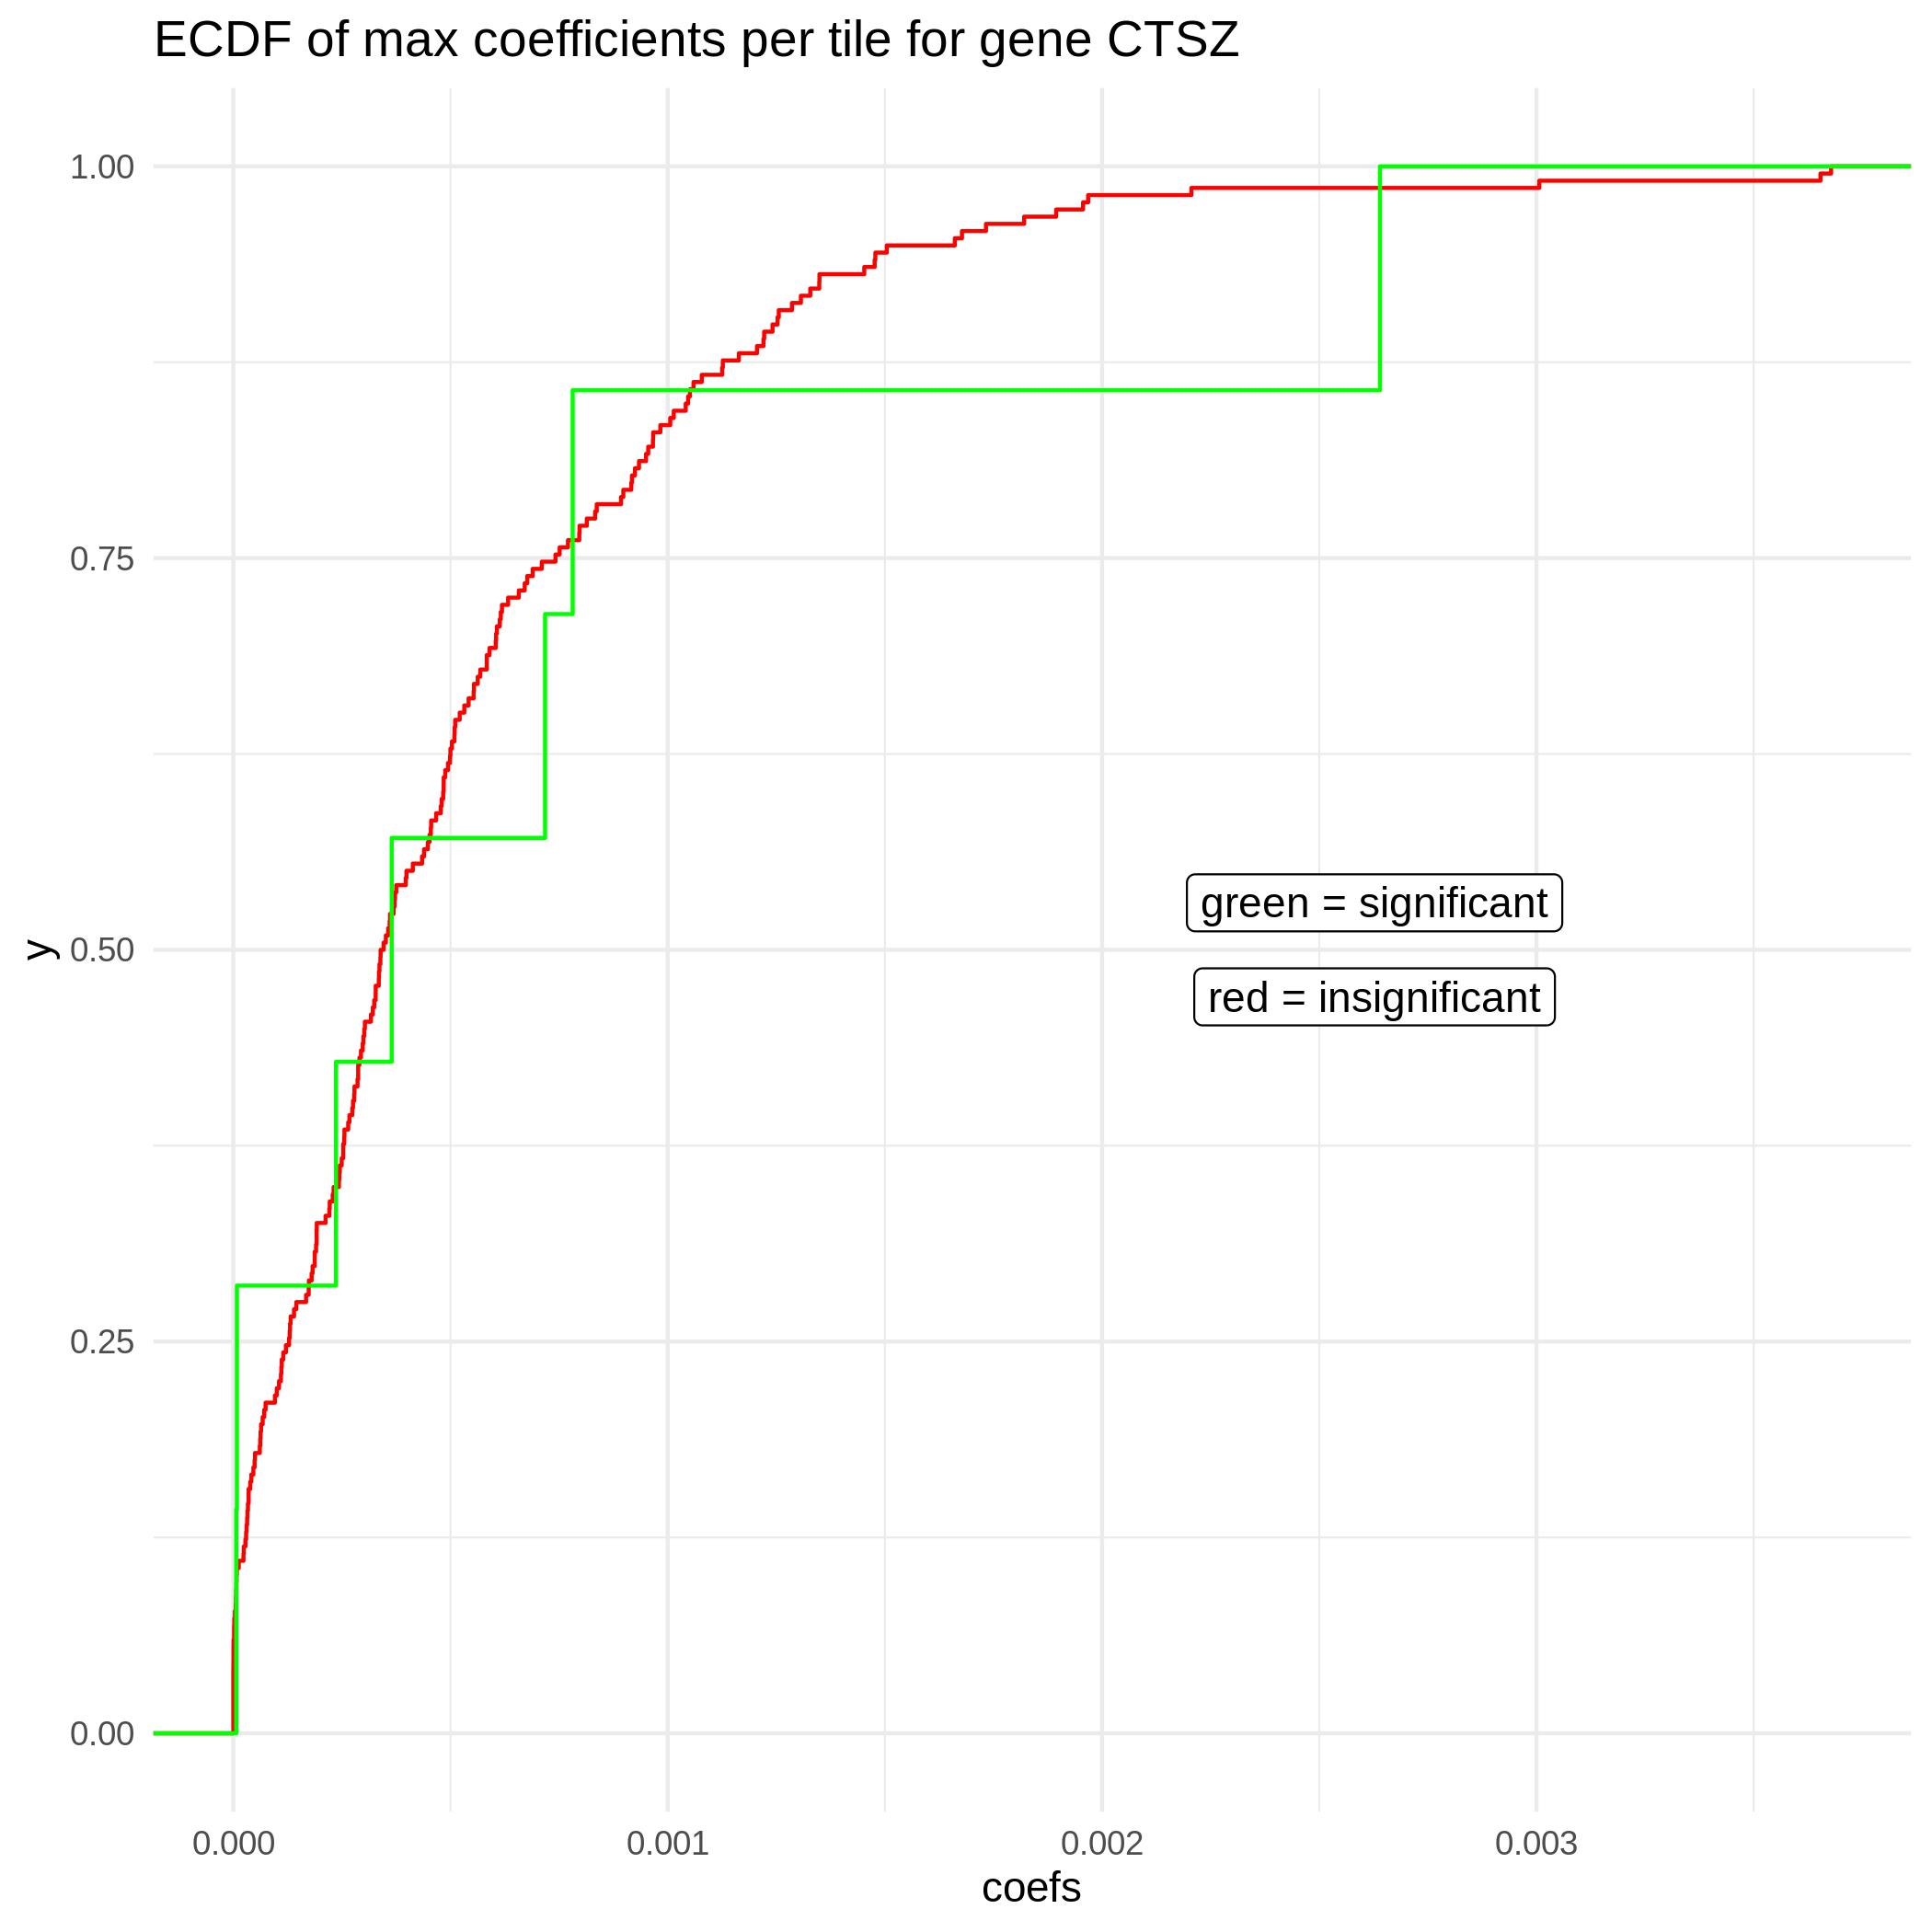 ECDF of max coefficients per tile for gene CTSZ
1.00
0.75
0.50
0.25
0.00
y
green = significant
red = insignificant
0.000 0.001 0.002 0.003
coefs